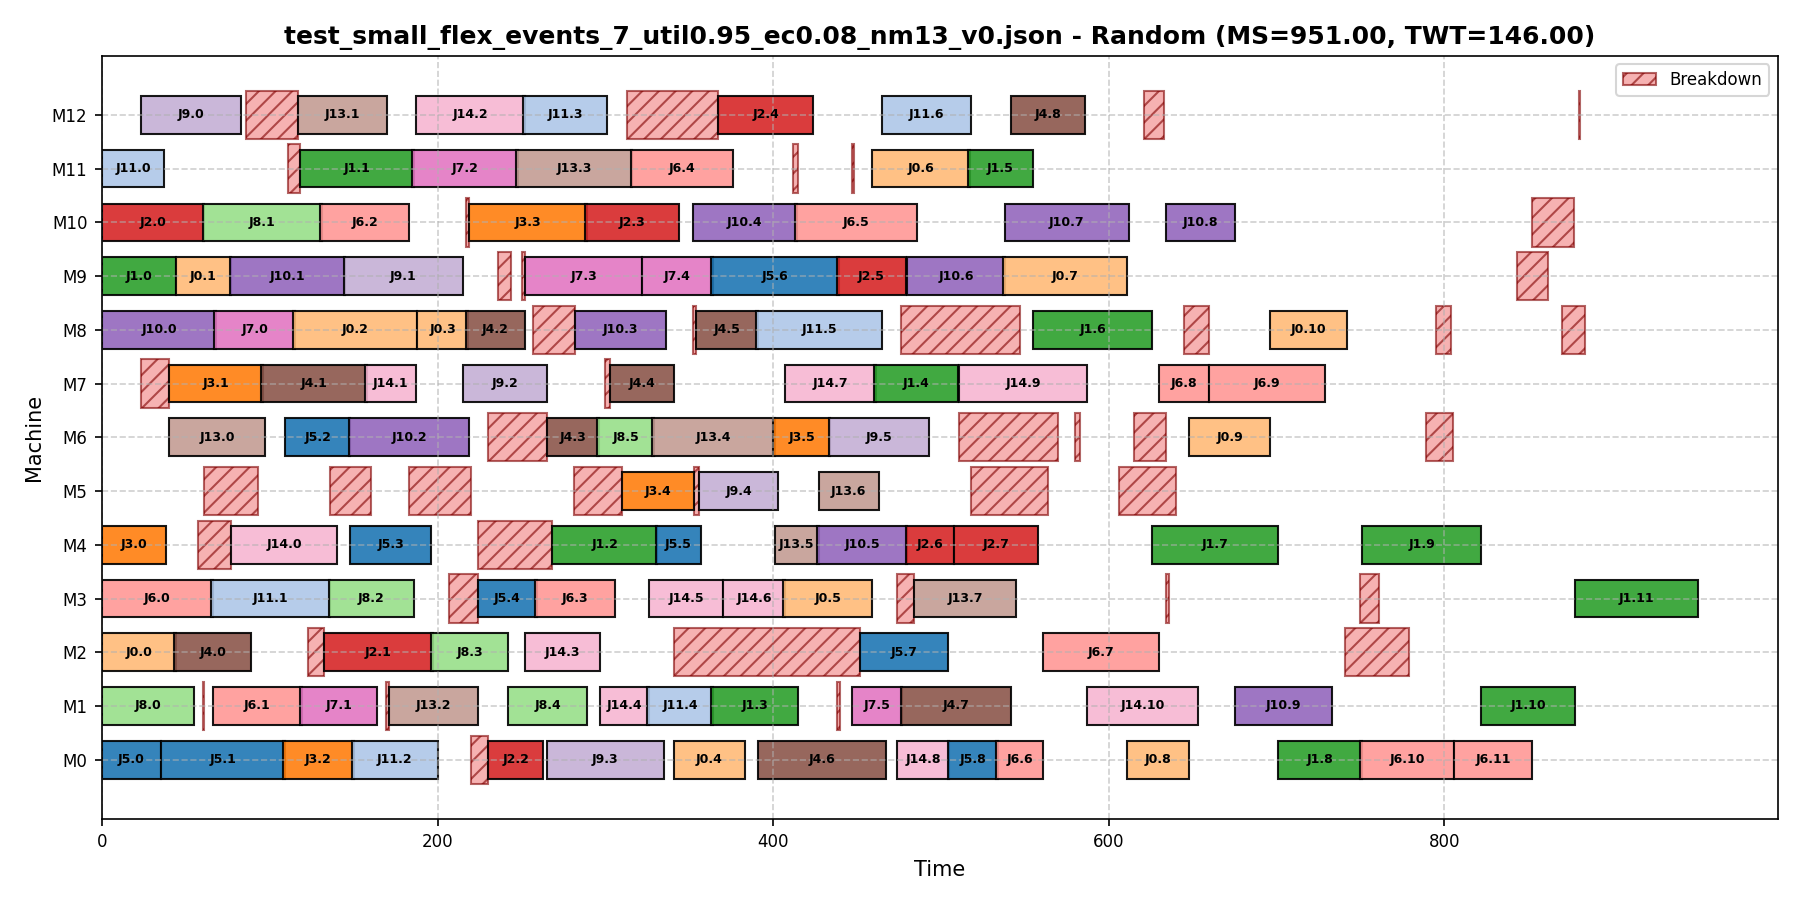 test_small_flex_events_7_util0.95_ec0.08_nm13_v0.json - Random (MS=951.00, TWT=146.00)
Breakdown
M12 J9.0 J13.1 J14.2 J11.3 J2.4 J11.6 J4.8
M11 J11.0 J1.1 J7.2 J13.3 J6.4 J0.6 J1.5
M10 J2.0 J8.1 J6.2 J3.3 J2.3 J10.4 J6.5 J10.7 J10.8
M9 J1.0 J0.1 J10.1 J9.1 J7.3 J7.4 J5.6 J2.5 J10.6 J0.7
M8 J10.0 J7.0 J0.2 J0.3 J4.2 J10.3 J4.5 J11.5 J1.6 J0.10
M7 J3.1 J4.1 J14.1 J9.2 J4.4 J14.7 J1.4 J14.9 J6.8 J6.9
M6 J13.0 J5.2 J10.2 J4.3 J8.5 J13.4 J3.5 J9.5 J0.9
M5 J3.4 J9.4 J13.6
M4 J3.0 J14.0 J5.3 J1.2 J5.5 J13.5 J10.5 J2.6 J2.7 J1.7 J1.9
M3 J6.0 J11.1 J8.2 J5.4 J6.3 J14.5 J14.6 J0.5 J13.7 J1.11
M2 J0.0 J4.0 J2.1 J8.3 J14.3 J5.7 J6.7
M1 J8.0 J6.1 J7.1 J13.2 J8.4 J14.4 J11.4 J1.3 J7.5 J4.7 J14.10 J10.9 J1.10
M0 J5.0 J5.1 J3.2 J11.2 J2.2 J9.3 J0.4 J4.6 J14.8 J5.8 J6.6 J0.8 J1.8 J6.10 J6.11
Machine
0 200 400 600 800
Time